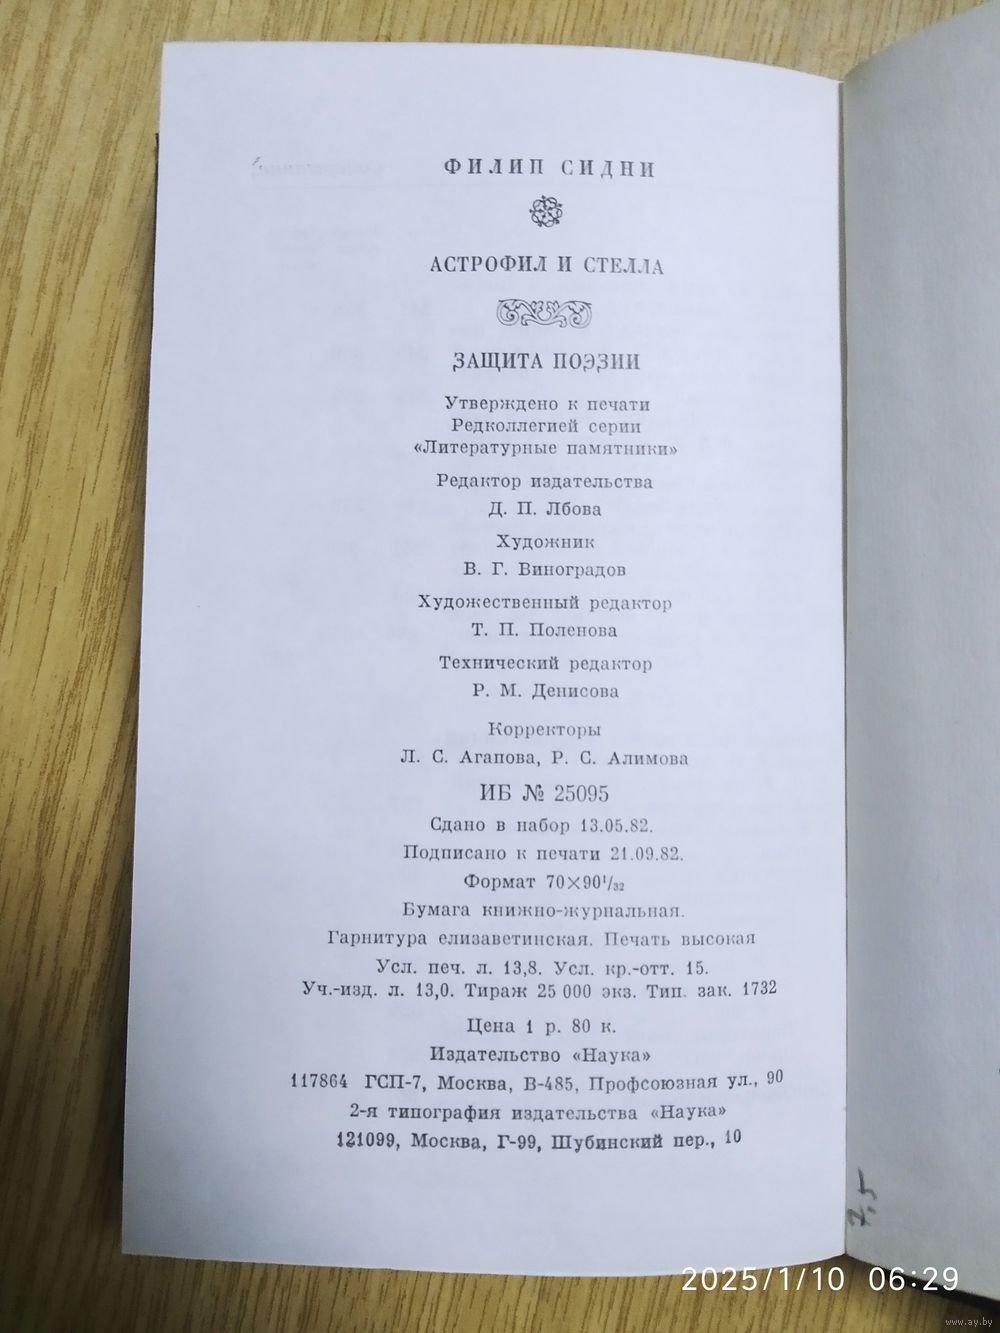 ФИЛИП СИДНИ
АСТРОФИЛ И СТЕЛЛА
ЗАЩИТА ПОЭЗИИ
Утверждено к печати
Редколлегией серии
«Литературные памятники»
Редактор издательства
Д. П. Лбова
Художник
В. Г. Виноградов
Художественный редактор
Т. П. Поленова
Технический редактор
Р. М. Денисова
Корректоры
Л. С. Агапова, Р. С. Алимова
ИБ № 25095
Сдано в набор 13.05.82.
Подписано к печати 21.09.82.
Формат 70×90¹/₃₂
Бумага книжно-журнальная.
Гарнитура елизаветинская. Печать высокая
Усл. печ. л. 13,8. Усл. кр.-отт. 15.
Уч.-изд. л. 13,0. Тираж 25 000 экз. Тип. зак. 1732
Цена 1 р. 80 к.
Издательство «Наука»
117864 ГСП-7, Москва, В-485, Профсоюзная ул., 90
2-я типография издательства «Наука»
121099, Москва, Г-99, Шубинский пер., 10
7,5
2025/1/10 06:29
www.ay.by